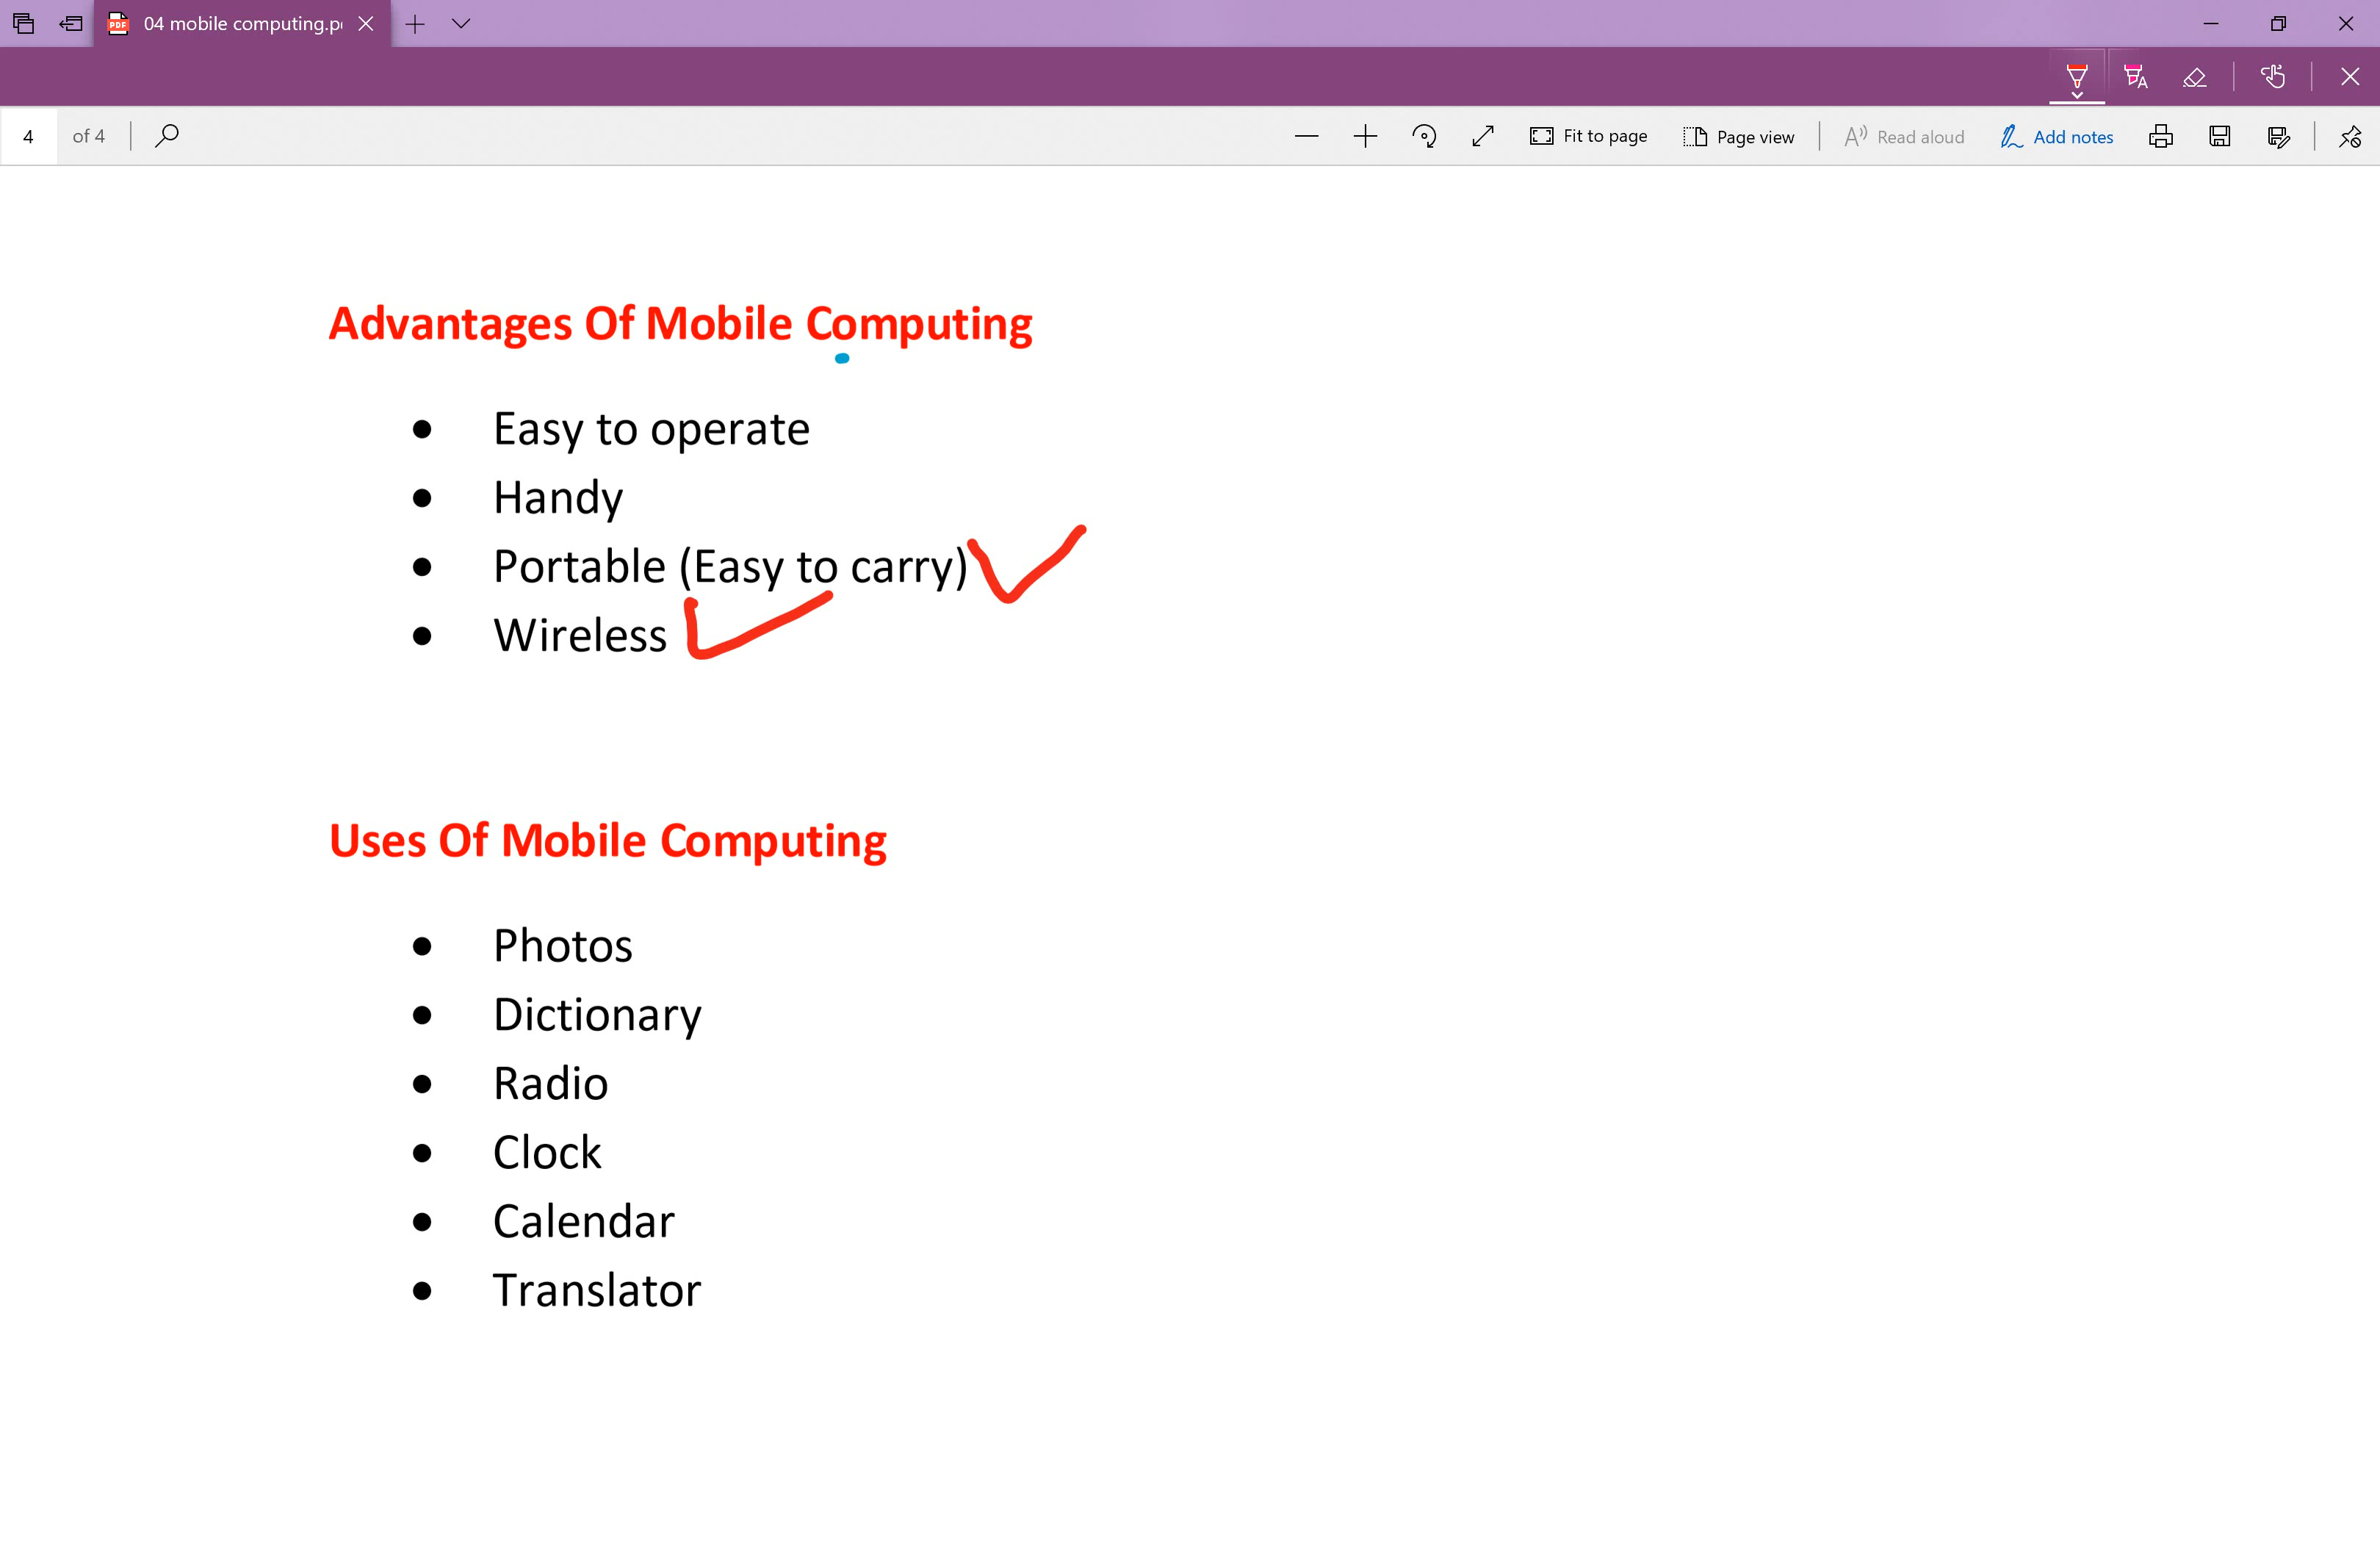 04 mobile computing.p
4 of 4 Fit to page Page view Read aloud Add notes
Advantages Of Mobile Computing
● Easy to operate
● Handy
● Portable (Easy to carry)
● Wireless
Uses Of Mobile Computing
● Photos
● Dictionary
● Radio
● Clock
● Calendar
● Translator